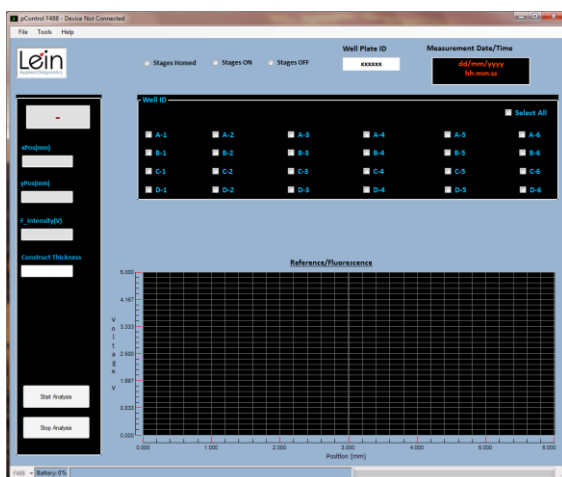 pControl F488 - Device Not Connected
File Tools Help
Lein
Applied Diagnostics
Stages Homed Stages ON Stages OFF
Well Plate ID
xxxxxx
Measurement Date/Time
dd/mm/yyyy
hh:mm:ss
-
xPos(mm)
yPos(mm)
F_Intensity(V)
Construct Thickness
Start Analysis
Stop Analysis
Well ID
Select All
A-1 A-2 A-3 A-4 A-5 A-6
B-1 B-2 B-3 B-4 B-5 B-6
C-1 C-2 C-3 C-4 C-5 C-6
D-1 D-2 D-3 D-4 D-5 D-6
Reference/Fluorescence
Voltage V
5.000
4.167
3.333
2.500
1.667
0.833
0.000
0.000 1.000 2.000 3.000 4.000 5.000 6.000
Position (mm)
F488 Battery: 0%